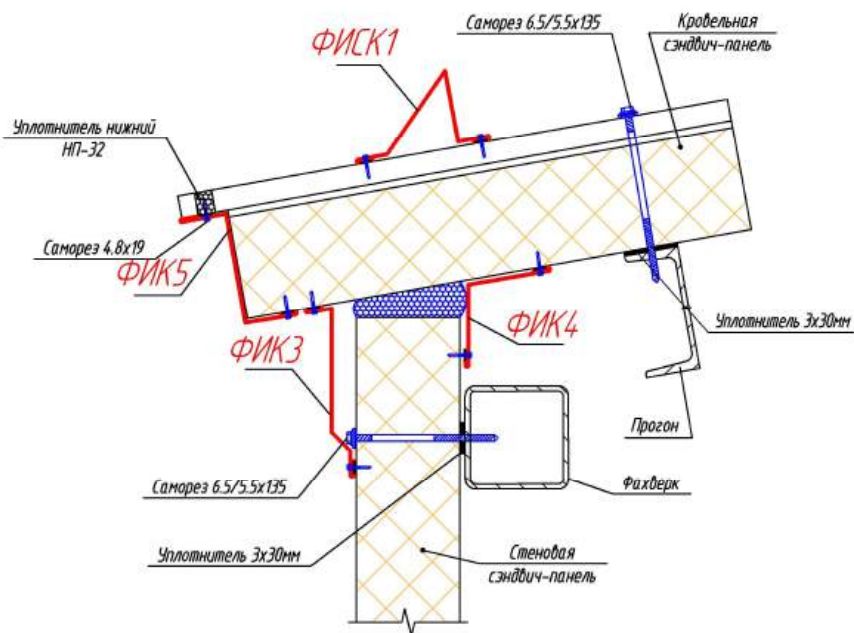 Саморез 6.5/5.5х135
Кровельная
сэндвич-панель
ФИСК1
Уплотнитель нижний
НП-32
Саморез 4.8х19
ФИК5
ФИК3
ФИК4
Уплотнитель 3х30мм
Прогон
Саморез 6.5/5.5х135
Фахверк
Уплотнитель 3х30мм
Стеновая
сэндвич-панель